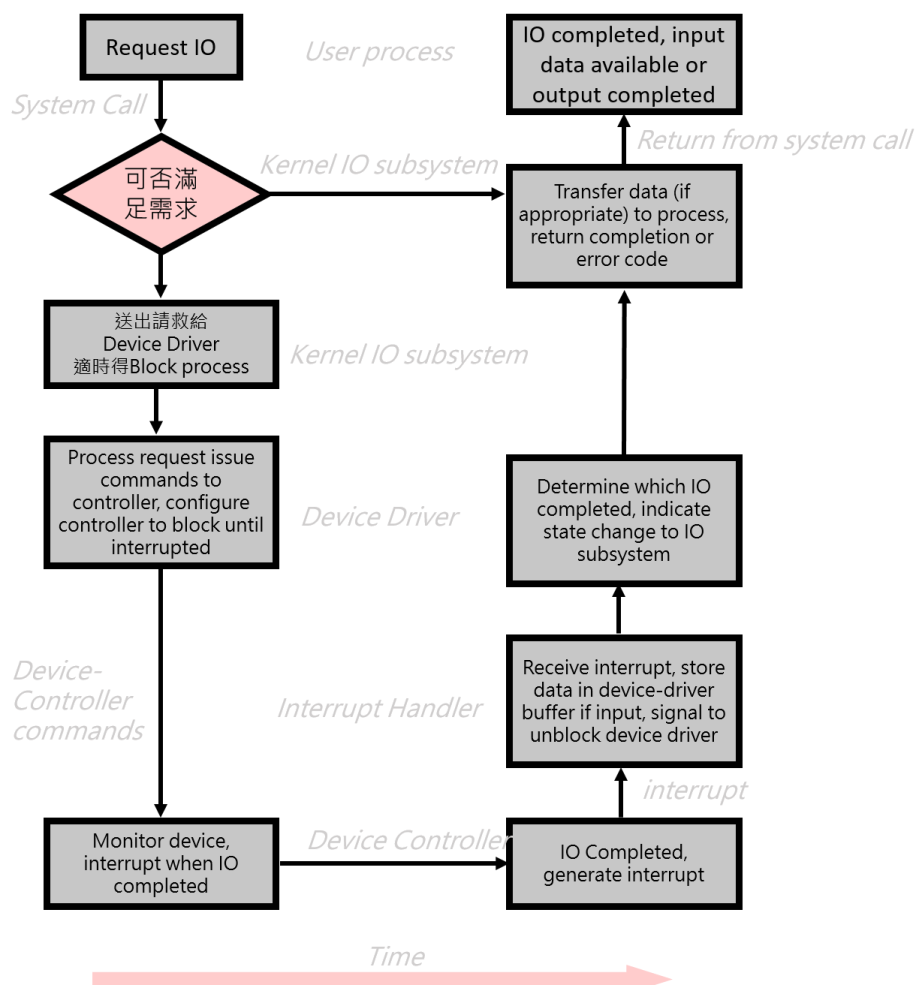 Request IO
User process
IO completed, input
data available or
output completed
System Call
Return from system call
可否滿
足需求
Kernel IO subsystem
Transfer data (if
appropriate) to process,
return completion or
error code
送出請救給
Device Driver
適時得Block process
Kernel IO subsystem
Process request issue
commands to
controller, configure
controller to block until
interrupted
Device Driver
Determine which IO
completed, indicate
state change to IO
subsystem
Device-
Controller
commands
Interrupt Handler
Receive interrupt, store
data in device-driver
buffer if input, signal to
unblock device driver
interrupt
Monitor device,
interrupt when IO
completed
Device Controller
IO Completed,
generate interrupt
Time